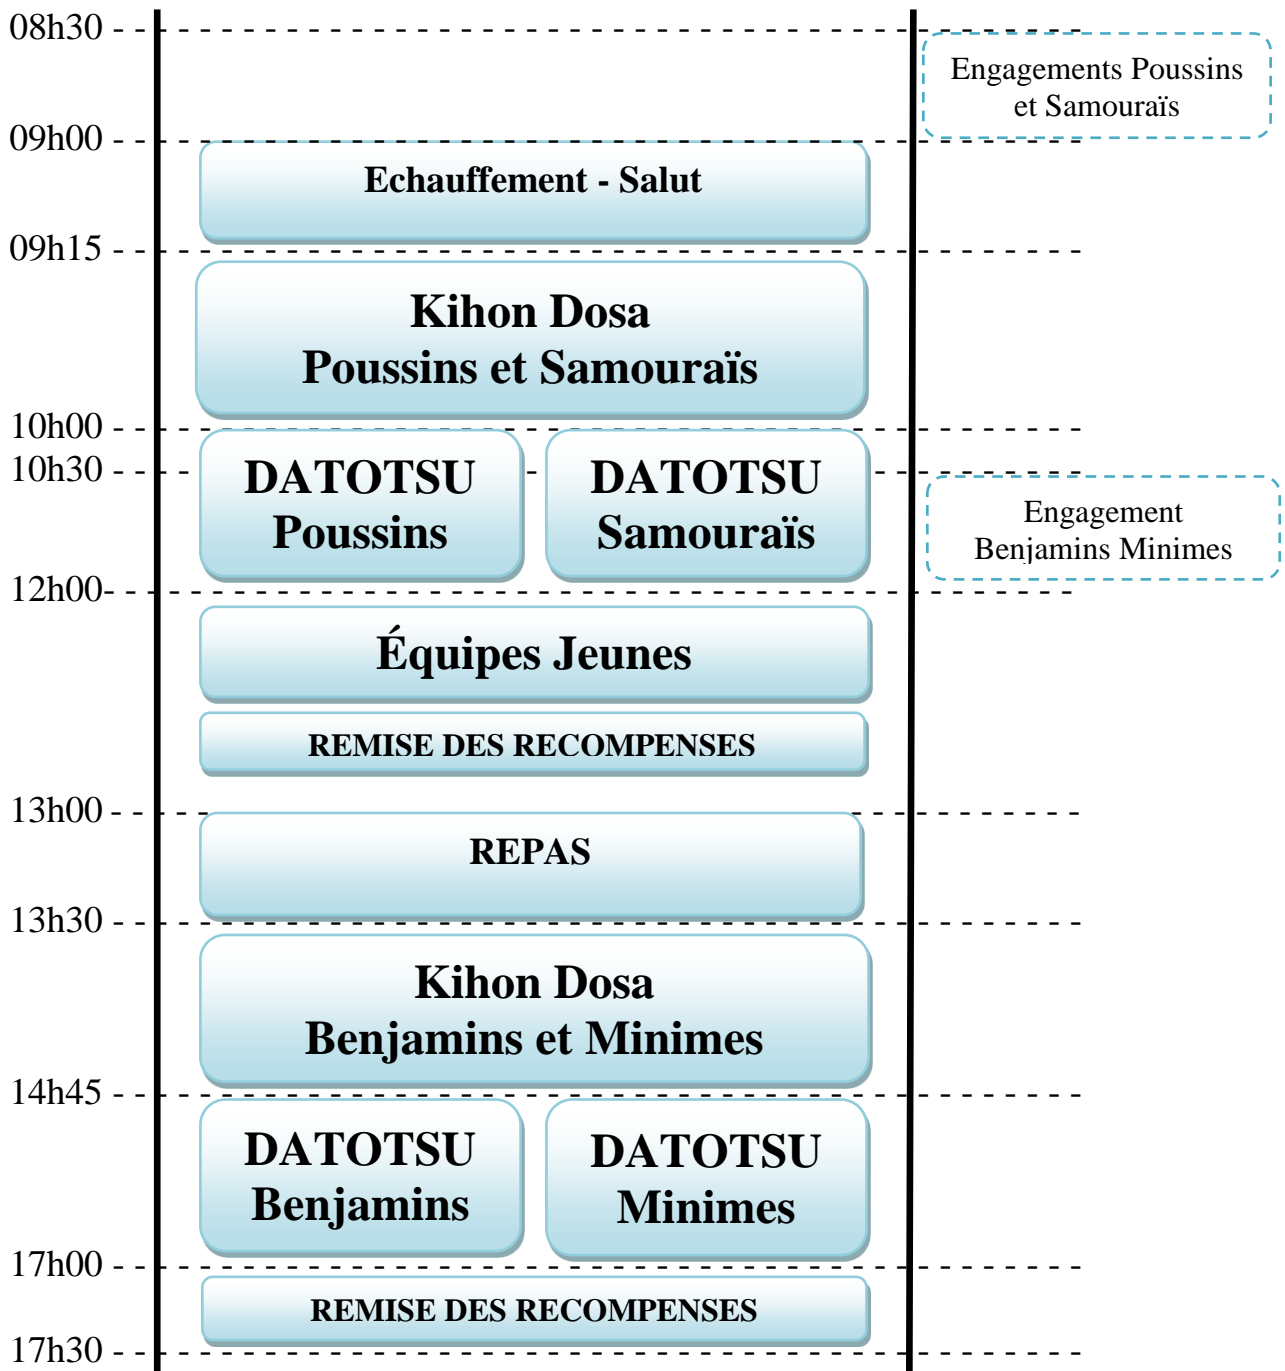 08h30
Engagements Poussins
et Samouraïs
09h00
Echauffement - Salut
09h15
Kihon Dosa
Poussins et Samouraïs
10h00
10h30
DATOTSU
Poussins
DATOTSU
Samouraïs
Engagement
Benjamins Minimes
12h00
Équipes Jeunes
REMISE DES RECOMPENSES
13h00
REPAS
13h30
Kihon Dosa
Benjamins et Minimes
14h45
DATOTSU
Benjamins
DATOTSU
Minimes
17h00
REMISE DES RECOMPENSES
17h30